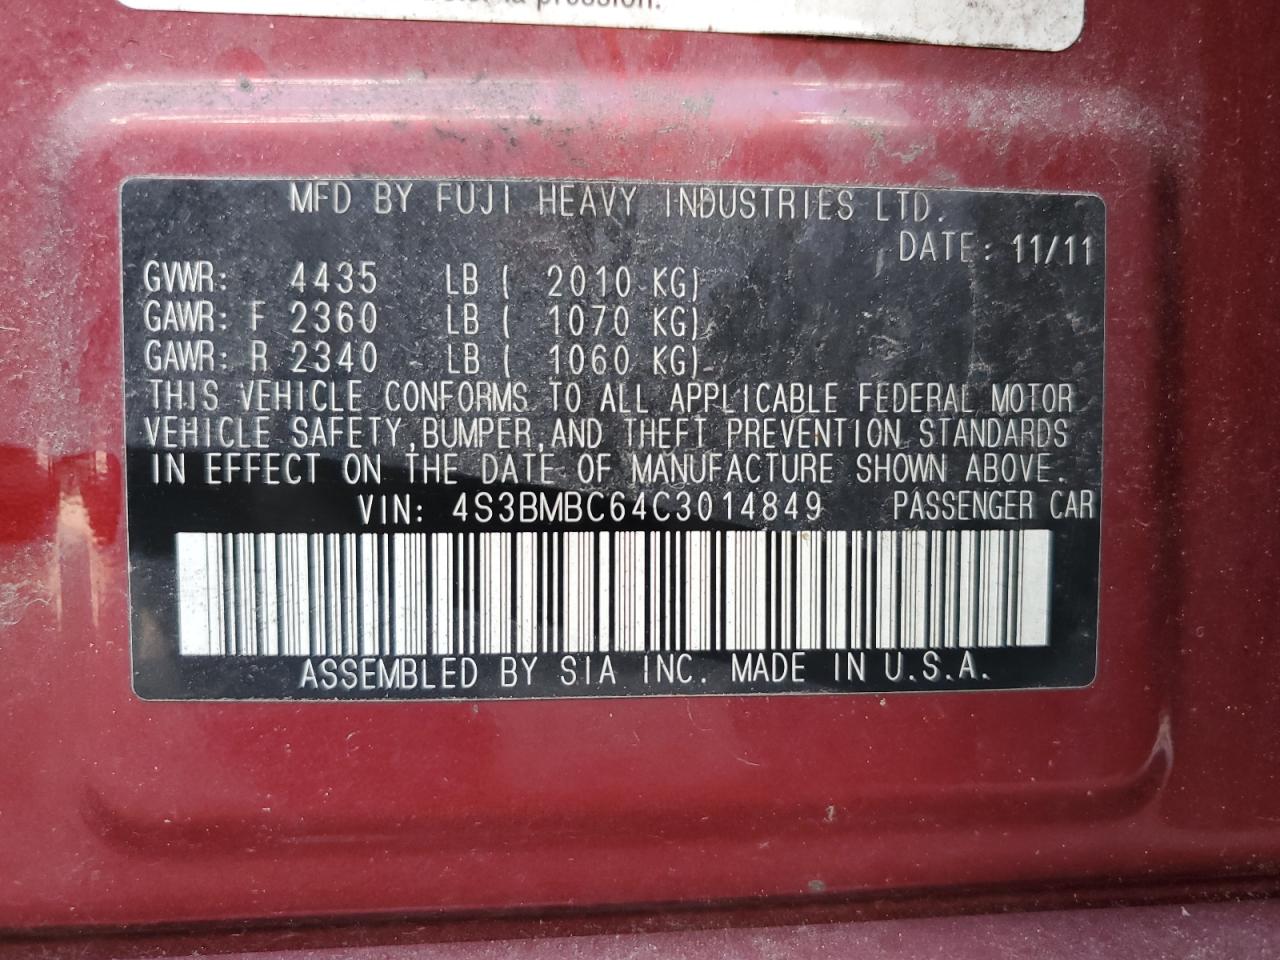 la pression.
MFD BY FUJI HEAVY INDUSTRIES LTD.
DATE: 11/11
GVWR: 4435 LB ( 2010 KG)
GAWR: F 2360 LB ( 1070 KG)
GAWR: R 2340 LB ( 1060 KG)
THIS VEHICLE CONFORMS TO ALL APPLICABLE FEDERAL MOTOR
VEHICLE SAFETY,BUMPER,AND THEFT PREVENTION STANDARDS
IN EFFECT ON THE DATE OF MANUFACTURE SHOWN ABOVE.
VIN: 4S3BMBC64C3014849 PASSENGER CAR
ASSEMBLED BY SIA INC. MADE IN U.S.A.